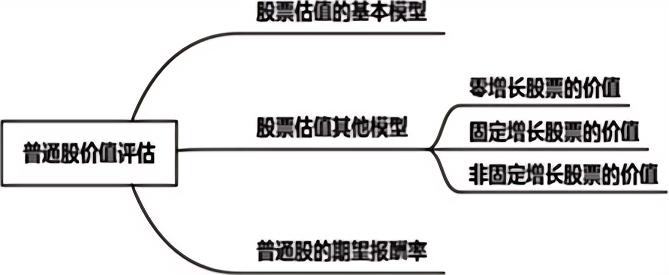 股票估值的基本模型
零增长股票的价值
股票估值其他模型
固定增长股票的价值
普通股价值评估
非固定增长股票的价值
普通股的期望报酬率